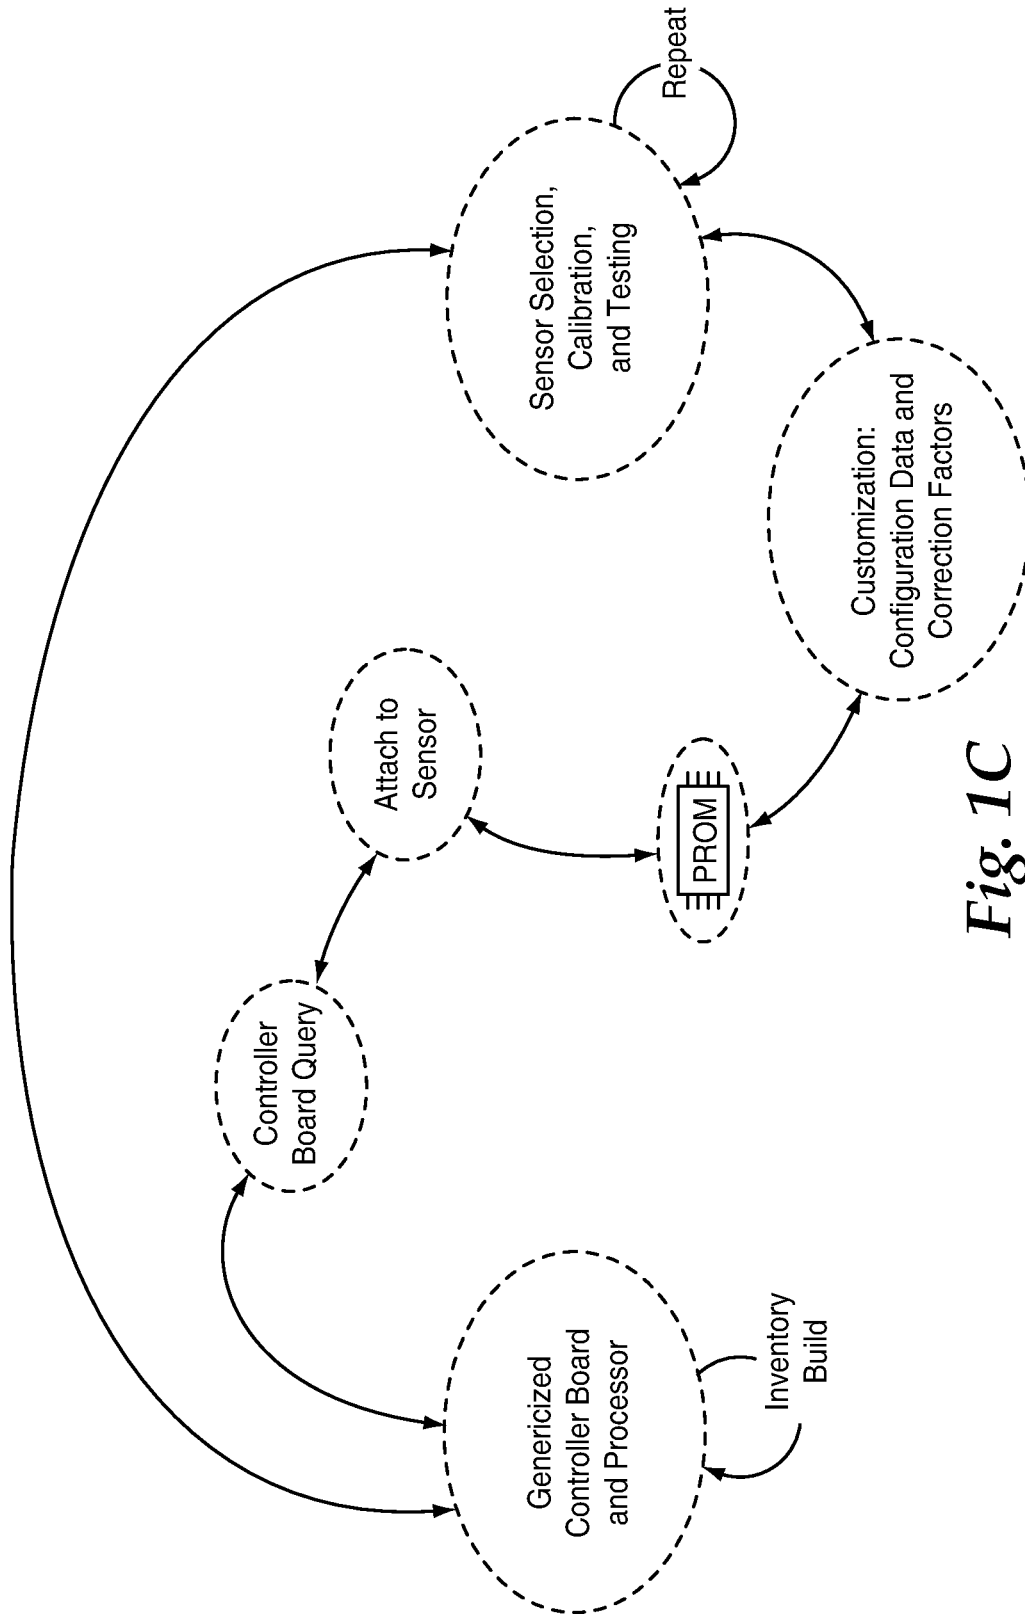 Repeat
Sensor Selection,
Calibration,
and Testing
Customization:
Configuration Data and
Correction Factors
Attach to
Sensor
PROM
Controller
Board Query
Genericized
Controller Board
and Processor
Inventory
Build
Fig. 1C